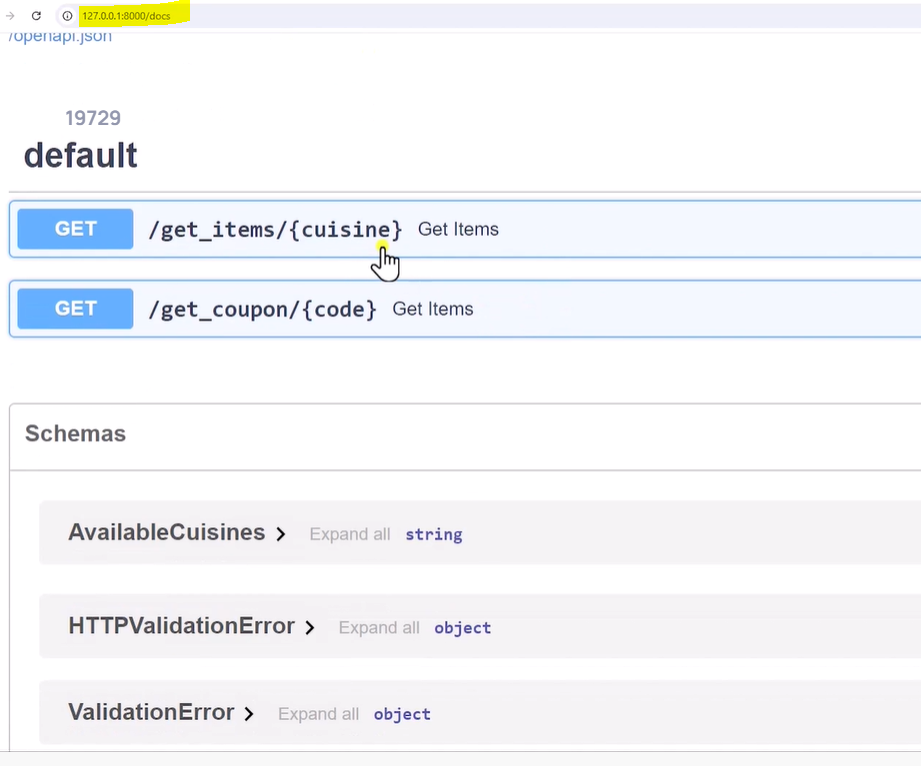 127.0.0.1:8000/docs
/openapi.json
19729
default
GET /get_items/{cuisine} Get Items
GET /get_coupon/{code} Get Items
Schemas
AvailableCuisines Expand all string
HTTPValidationError Expand all object
ValidationError Expand all object